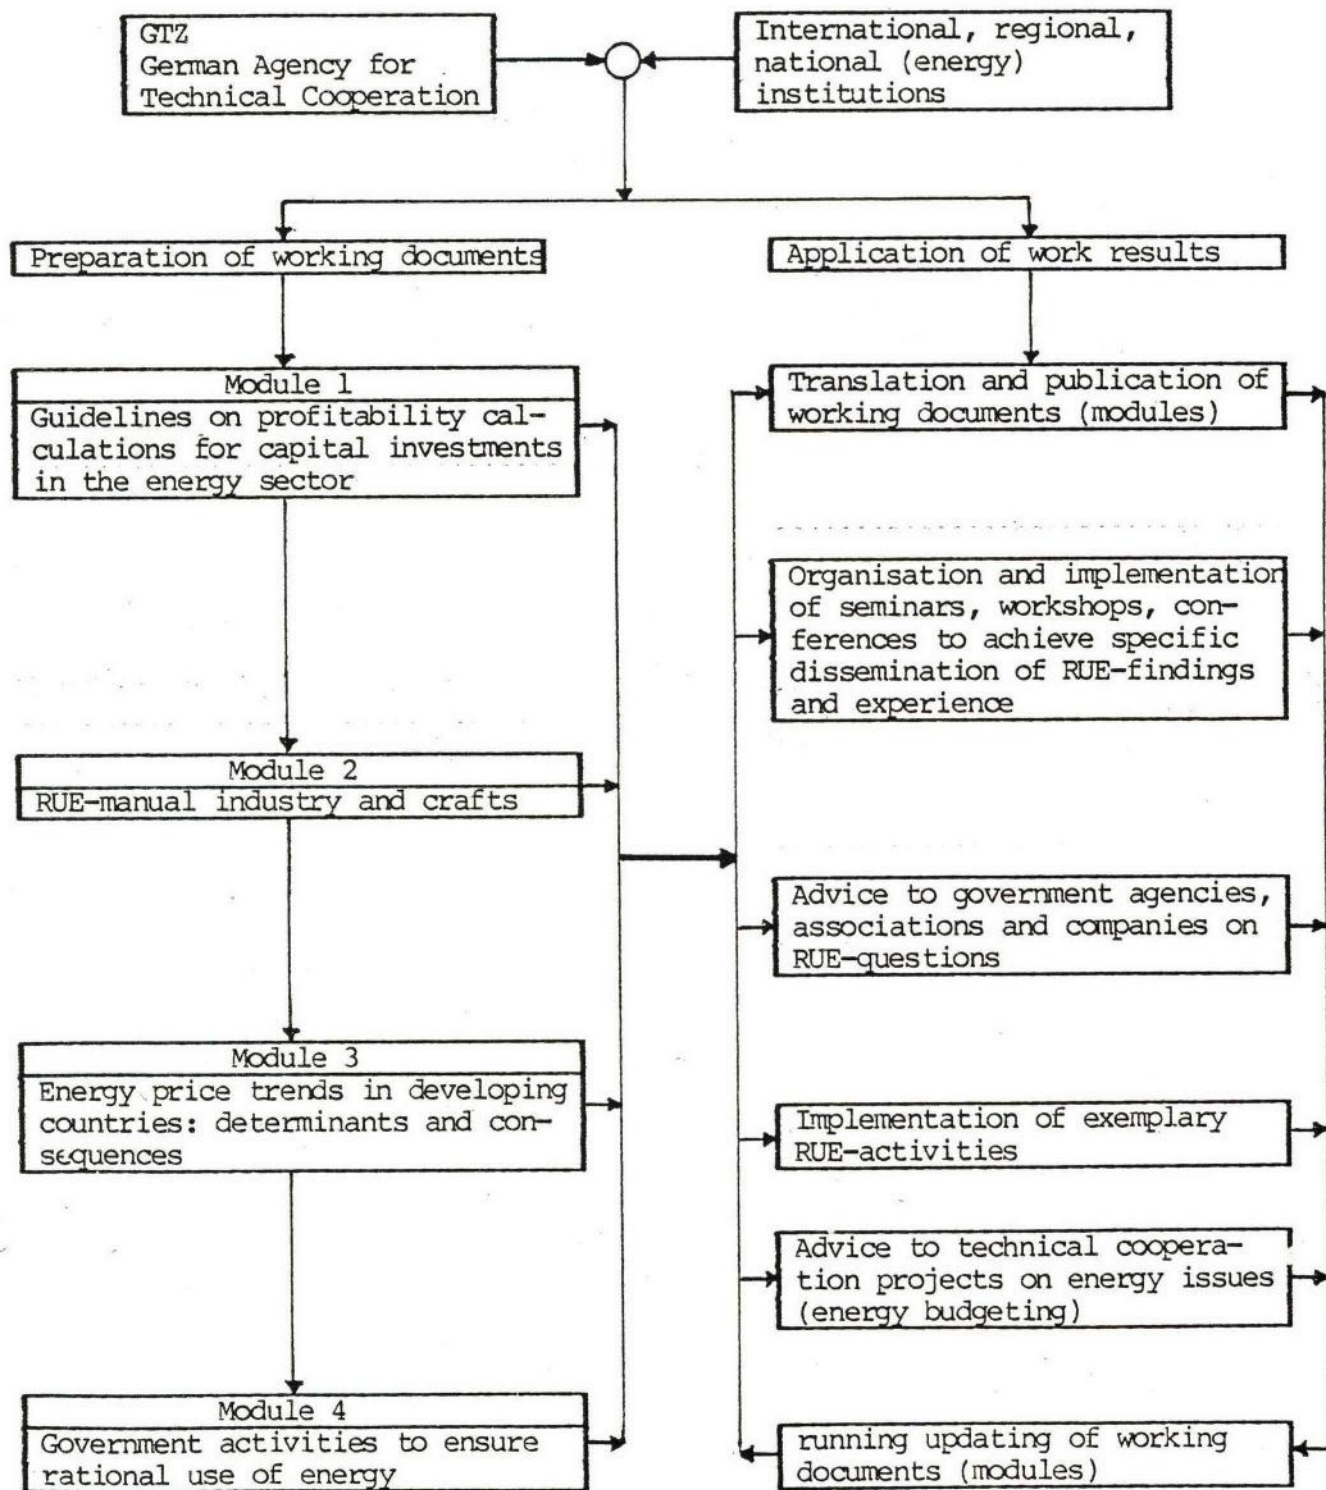 GTZ
German Agency for
Technical Cooperation
International, regional,
national (energy)
institutions
Preparation of working documents
Application of work results
Module 1
Guidelines on profitability cal-
culations for capital investments
in the energy sector
Module 2
RUE-manual industry and crafts
Module 3
Energy price trends in developing
countries: determinants and con-
sequences
Module 4
Government activities to ensure
rational use of energy
Translation and publication of
working documents (modules)
Organisation and implementation
of seminars, workshops, con-
ferences to achieve specific
dissemination of RUE-findings
and experience
Advice to government agencies,
associations and companies on
RUE-questions
Implementation of exemplary
RUE-activities
Advice to technical coopera-
tion projects on energy issues
(energy budgeting)
running updating of working
documents (modules)